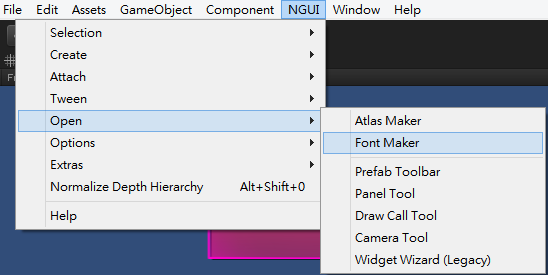 File Edit Assets GameObject Component NGUI Window Help
Selection
Create
Attach
Tween
Open
Options
Extras
Normalize Depth Hierarchy Alt+Shift+0
Help
Atlas Maker
Font Maker
Prefab Toolbar
Panel Tool
Draw Call Tool
Camera Tool
Widget Wizard (Legacy)